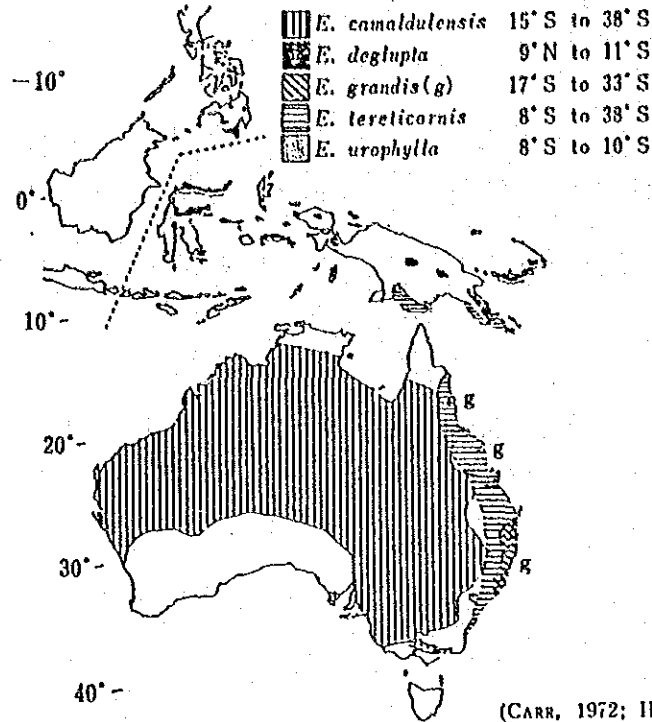 E. camaldulensis 15°S to 38°S
E. deglupta 9°N to 11°S
E. grandis(g) 17°S to 33°S
E. tereticornis 8°S to 38°S
E. urophylla 8°S to 10°S
10°
0°
10°
20°
30°
40°
g
g
g
(CARR, 1972;